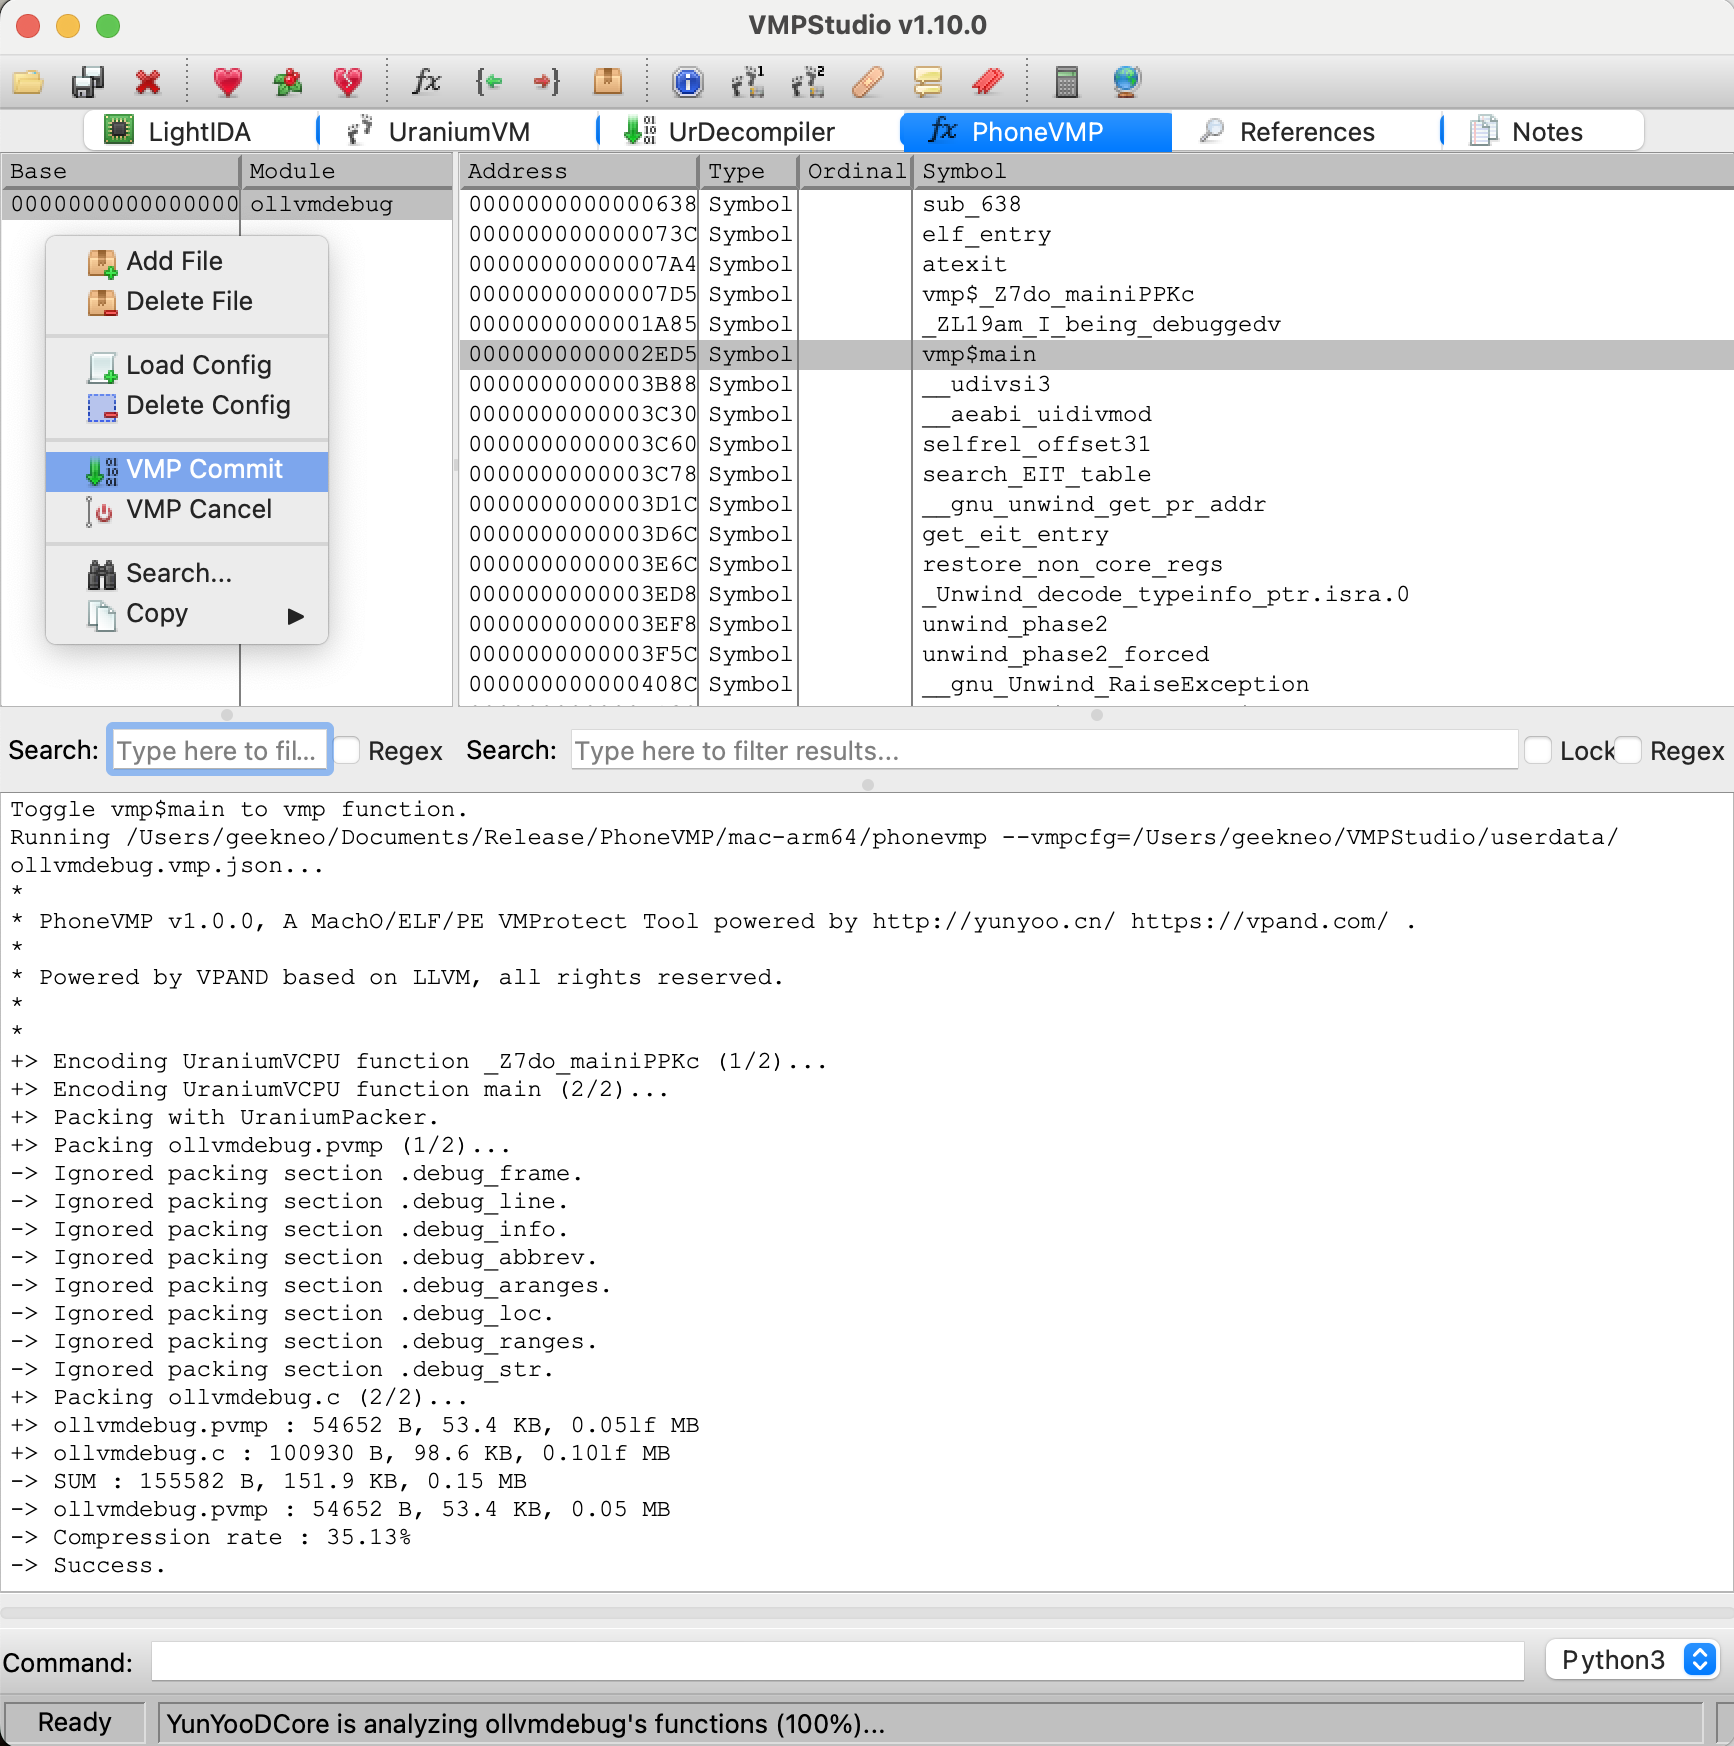 VMPStudio v1.10.0
LightIDA UraniumVM UrDecompiler PhoneVMP References Notes
Base Module
0000000000000000 ollvmdebug
Add File
Delete File
Load Config
Delete Config
VMP Commit
VMP Cancel
Search...
Copy
Address Type Ordinal Symbol
0000000000000638 Symbol sub_638
000000000000073C Symbol elf_entry
00000000000007A4 Symbol atexit
00000000000007D5 Symbol vmp$_Z7do_mainiPPKc
0000000000001A85 Symbol _ZL19am_I_being_debuggedv
0000000000002ED5 Symbol vmp$main
0000000000003B88 Symbol __udivsi3
0000000000003C30 Symbol __aeabi_uidivmod
0000000000003C60 Symbol selfrel_offset31
0000000000003C78 Symbol search_EIT_table
0000000000003D1C Symbol __gnu_unwind_get_pr_addr
0000000000003D6C Symbol get_eit_entry
0000000000003E6C Symbol restore_non_core_regs
0000000000003ED8 Symbol _Unwind_decode_typeinfo_ptr.isra.0
0000000000003EF8 Symbol unwind_phase2
0000000000003F5C Symbol unwind_phase2_forced
000000000000408C Symbol __gnu_Unwind_RaiseException
Search: Type here to fil... Regex Search: Type here to filter results... Lock Regex
Toggle vmp$main to vmp function.
Running /Users/geekneo/Documents/Release/PhoneVMP/mac-arm64/phonevmp --vmpcfg=/Users/geekneo/VMPStudio/userdata/
ollvmdebug.vmp.json...
*
* PhoneVMP v1.0.0, A MachO/ELF/PE VMProtect Tool powered by http://yunyoo.cn/ https://vpand.com/ .
*
* Powered by VPAND based on LLVM, all rights reserved.
*
*
+> Encoding UraniumVCPU function _Z7do_mainiPPKc (1/2)...
+> Encoding UraniumVCPU function main (2/2)...
+> Packing with UraniumPacker.
+> Packing ollvmdebug.pvmp (1/2)...
-> Ignored packing section .debug_frame.
-> Ignored packing section .debug_line.
-> Ignored packing section .debug_info.
-> Ignored packing section .debug_abbrev.
-> Ignored packing section .debug_aranges.
-> Ignored packing section .debug_loc.
-> Ignored packing section .debug_ranges.
-> Ignored packing section .debug_str.
+> Packing ollvmdebug.c (2/2)...
+> ollvmdebug.pvmp : 54652 B, 53.4 KB, 0.05lf MB
+> ollvmdebug.c : 100930 B, 98.6 KB, 0.10lf MB
-> SUM : 155582 B, 151.9 KB, 0.15 MB
-> ollvmdebug.pvmp : 54652 B, 53.4 KB, 0.05 MB
-> Compression rate : 35.13%
-> Success.
Command: Python3
Ready YunYooDCore is analyzing ollvmdebug's functions (100%)...